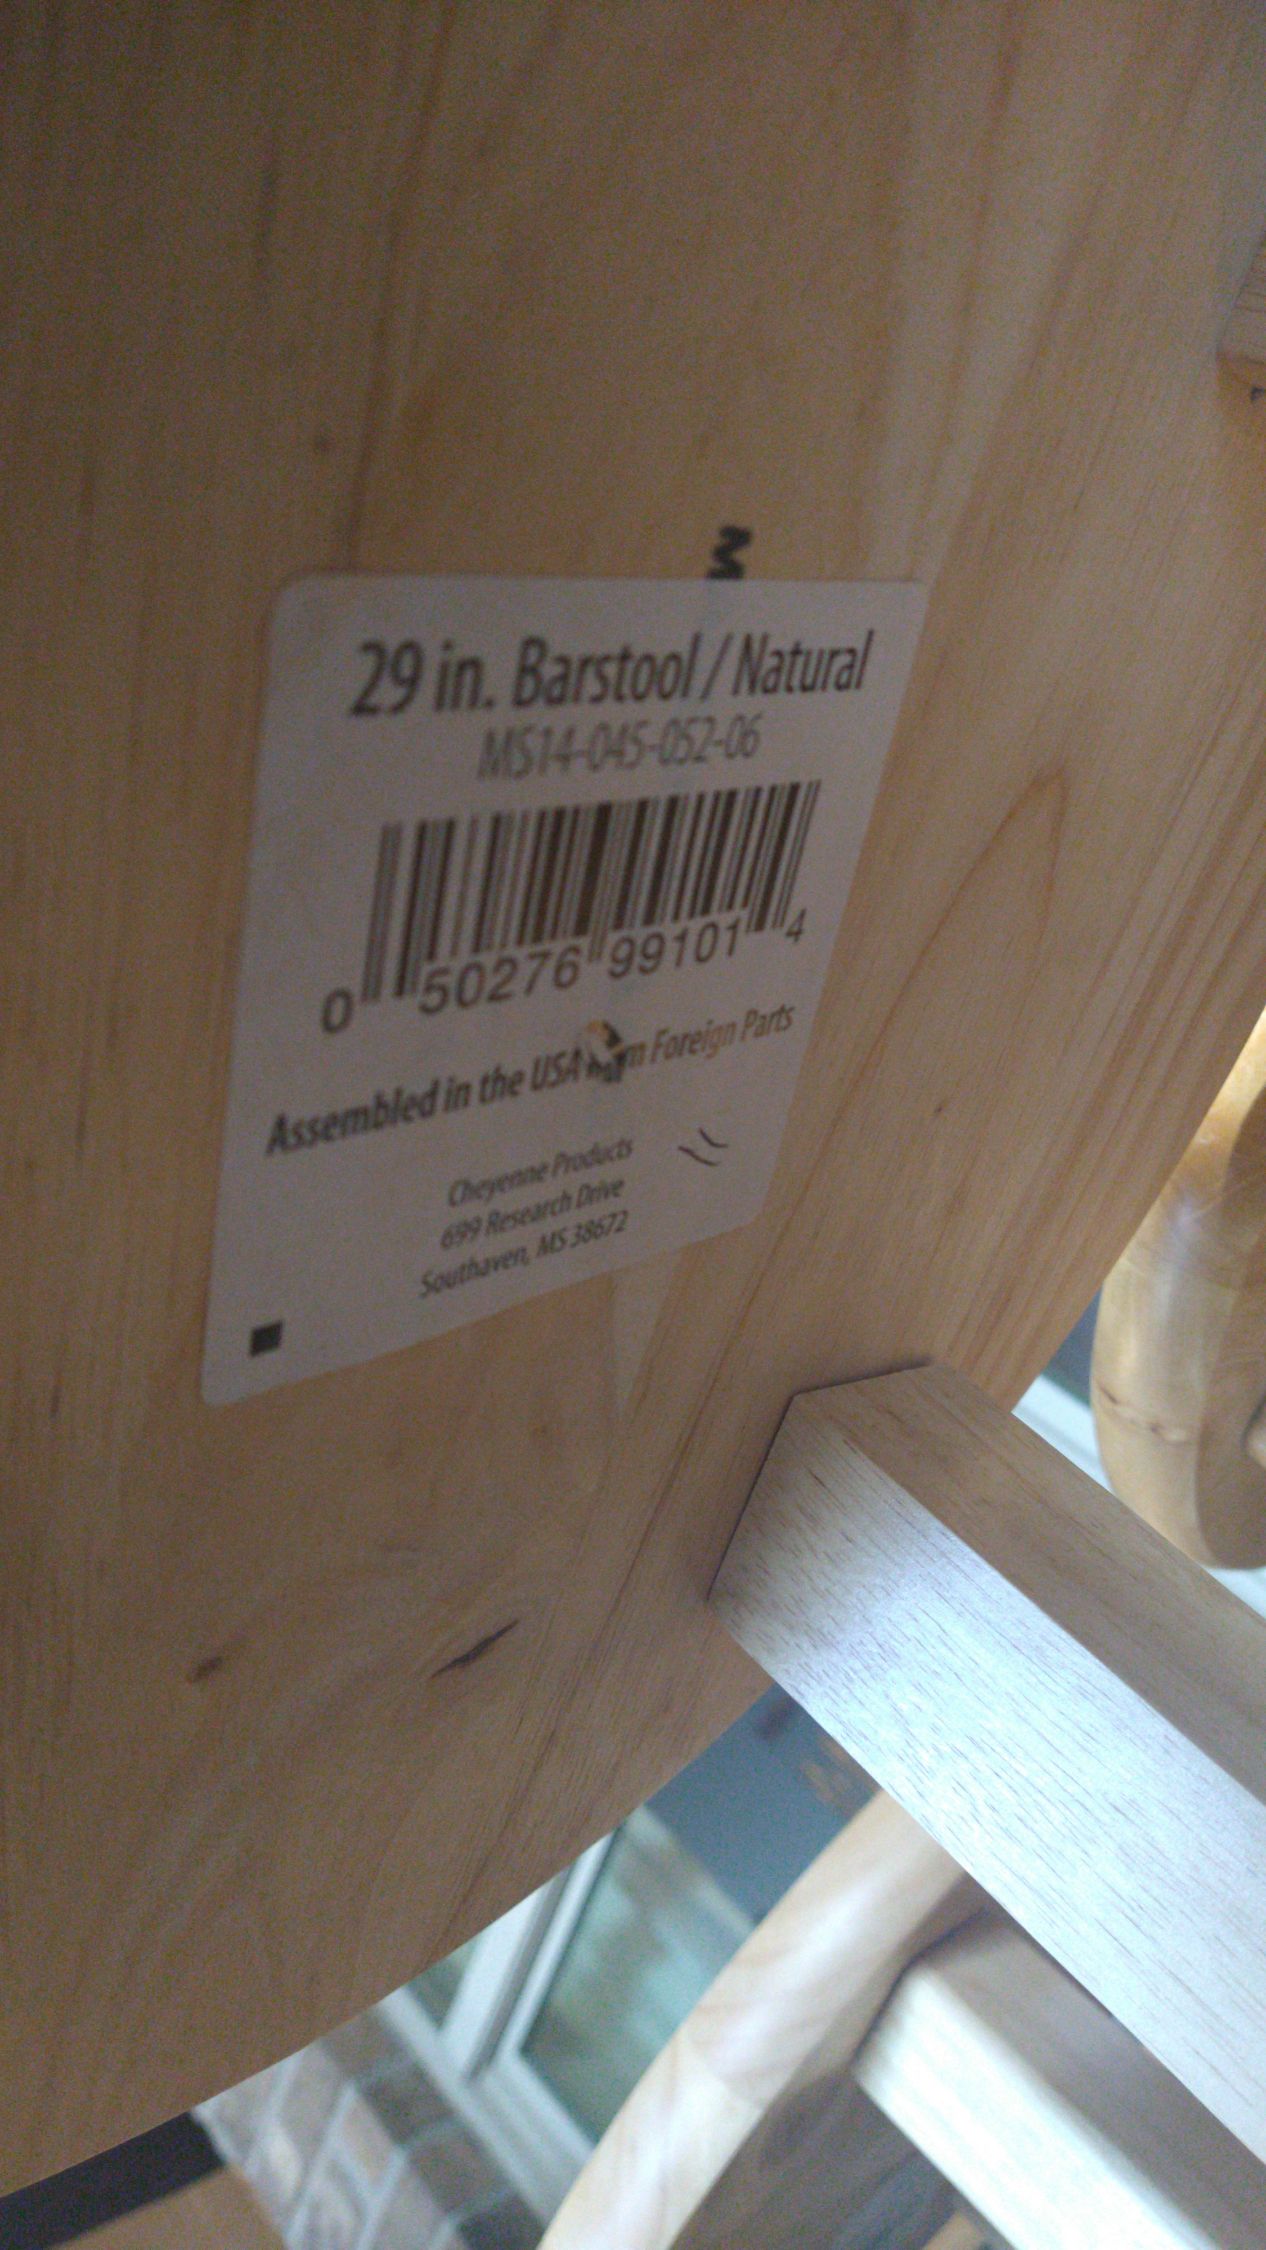 M
29 in. Barstool / Natural
MS14-045-052-06
0 50276 99101 4
Assembled in the USA from Foreign Parts
Cheyenne Products
699 Research Drive
Southaven, MS 38672